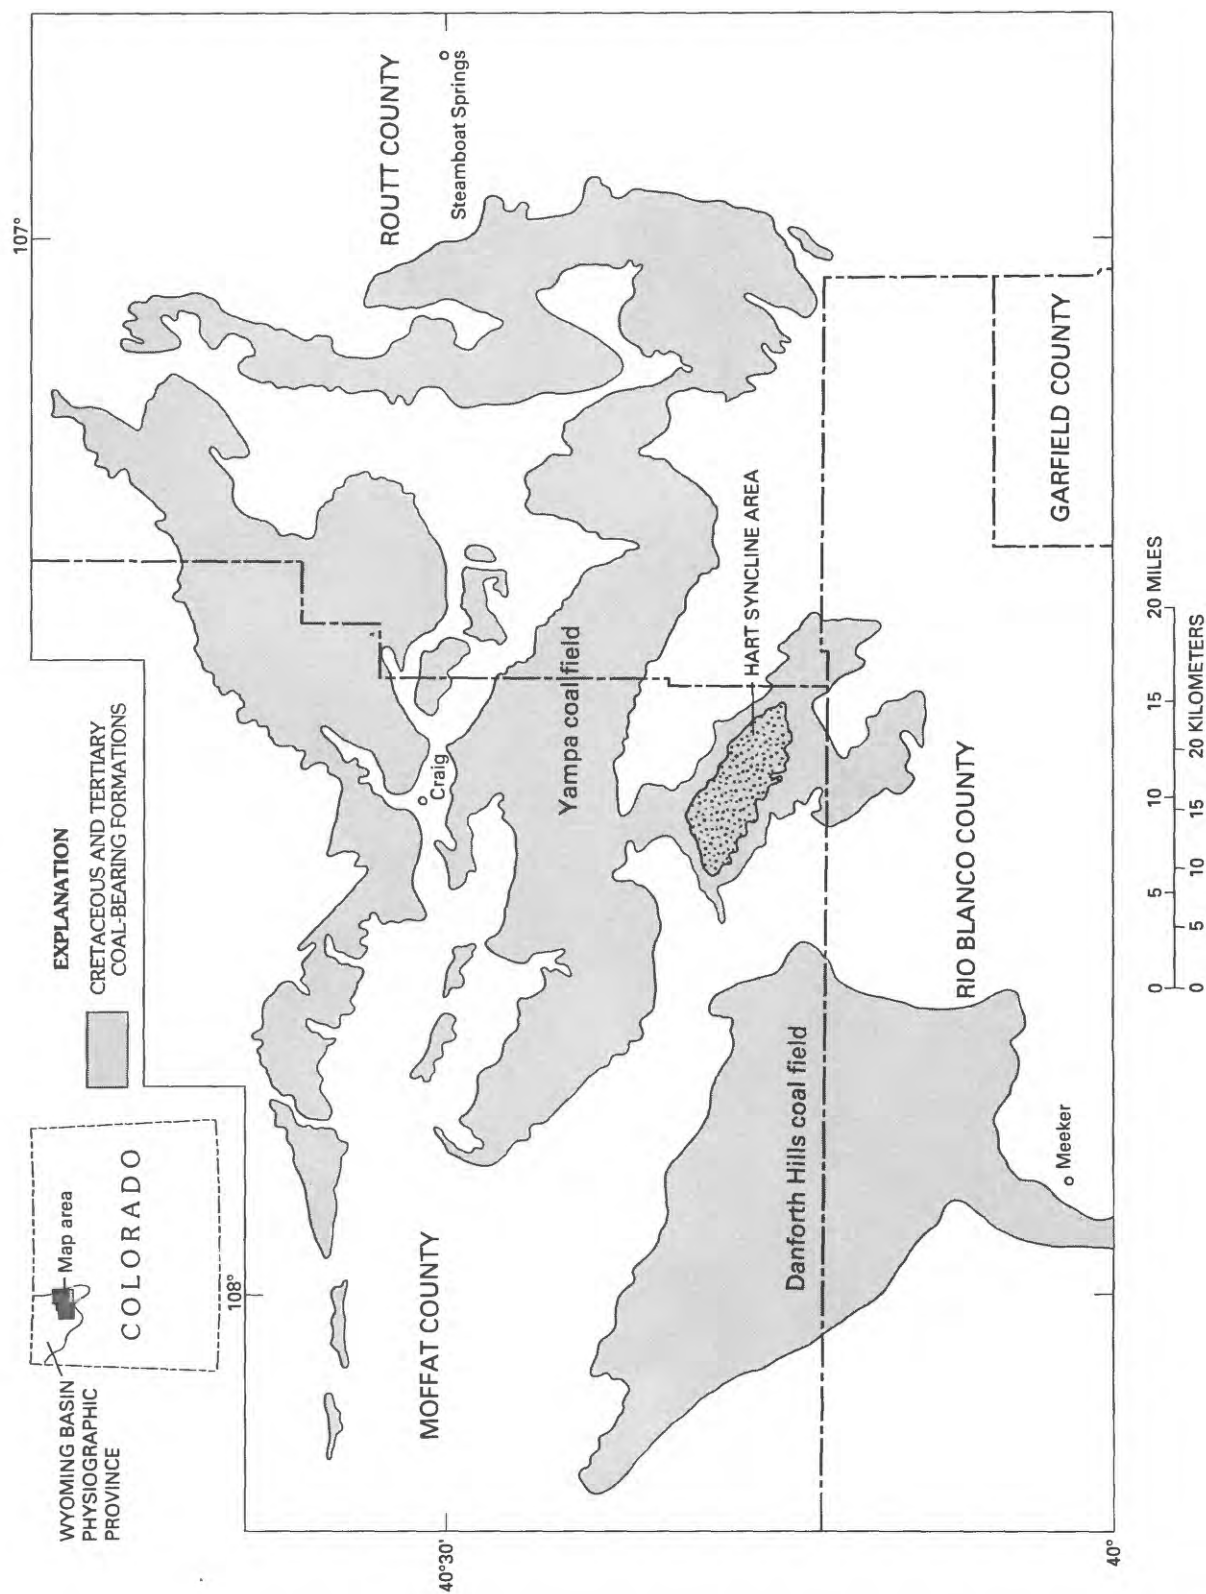 WYOMING BASIN
PHYSIOGRAPHIC
PROVINCE
Map area
COLORADO
EXPLANATION
CRETACEOUS AND TERTIARY
COAL-BEARING FORMATIONS
108°
107°
40°30'
40°
MOFFAT COUNTY
ROUTT COUNTY
Steamboat Springs
Craig
Yampa coal field
HART SYNCLINE AREA
Danforth Hills coal field
RIO BLANCO COUNTY
GARFIELD COUNTY
Meeker
0 5 10 15 20 MILES
0 5 10 15 20 KILOMETERS